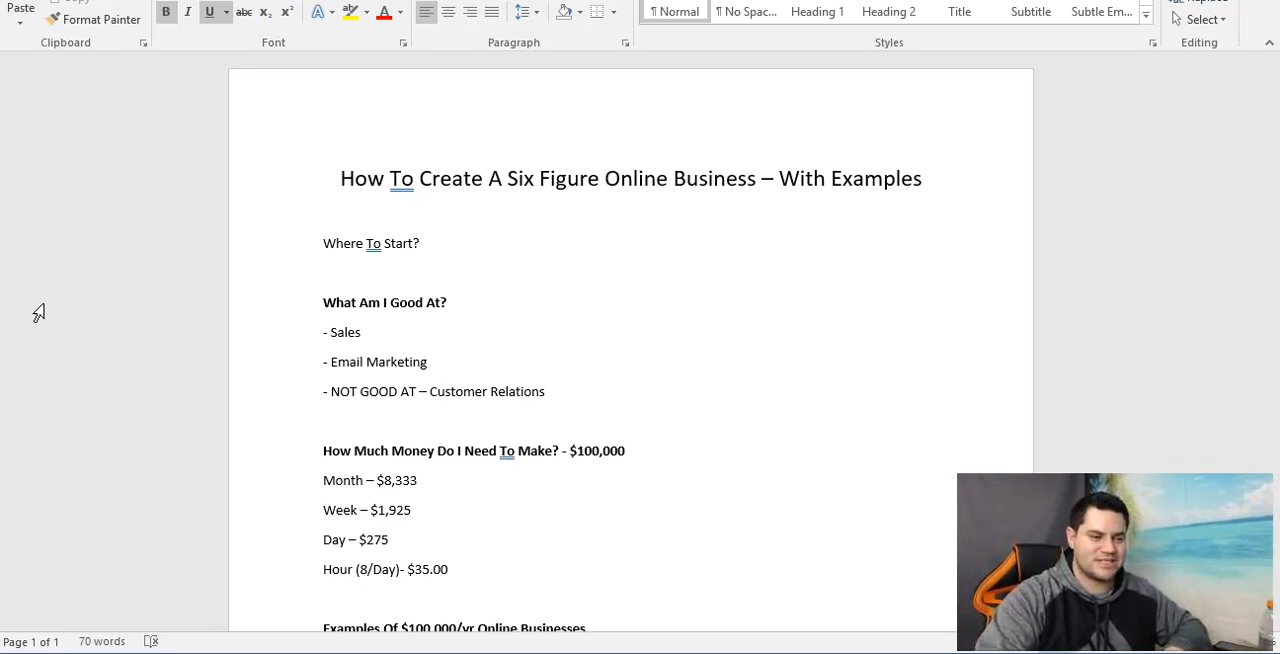 Paste
Copy
Format Painter
Clipboard
B I U abc x₂ x² A ab A
Font
Paragraph
¶ Normal ¶ No Spac... Heading 1 Heading 2 Title Subtitle Subtle Em...
Styles
Replace
Select
Editing
How To Create A Six Figure Online Business – With Examples
Where To Start?
What Am I Good At?
- Sales
- Email Marketing
- NOT GOOD AT – Customer Relations
How Much Money Do I Need To Make? - $100,000
Month – $8,333
Week – $1,925
Day – $275
Hour (8/Day)- $35.00
Examples Of $100,000/yr Online Businesses
Page 1 of 1 70 words